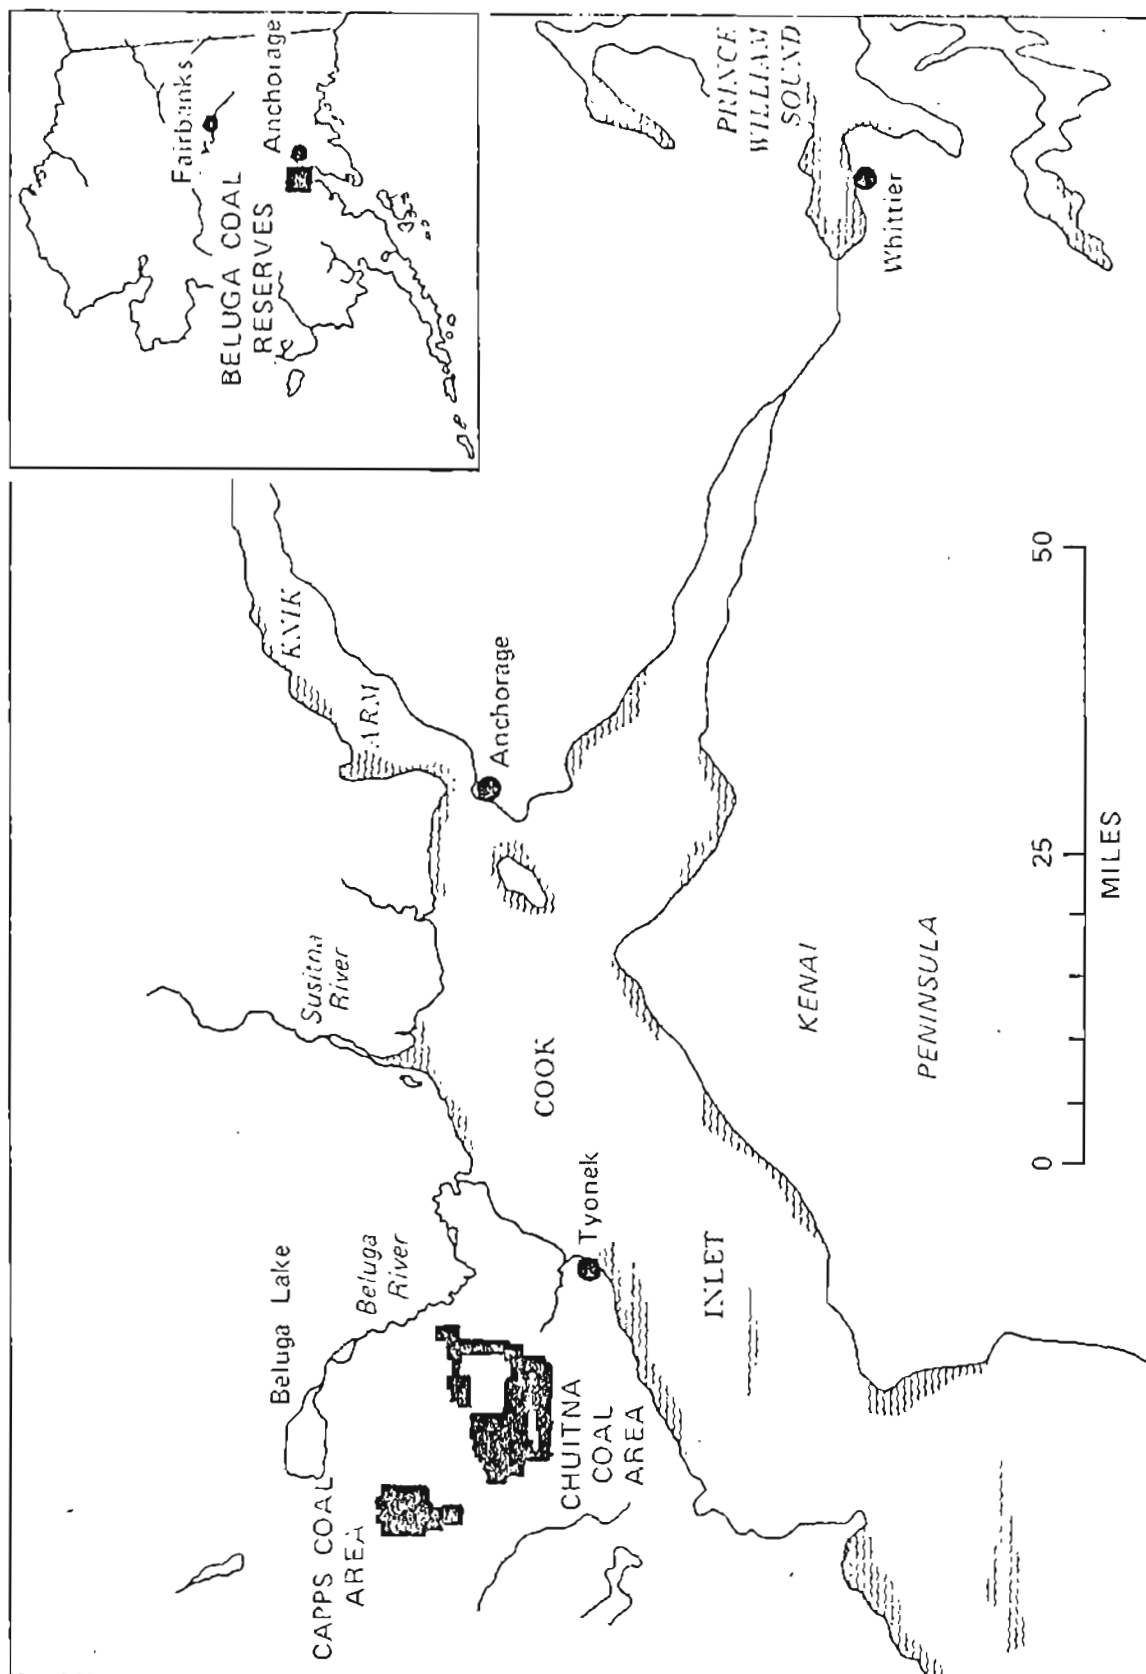 Fairbanks
Anchorage
BELUGA COAL
RESERVES
PRINCE
WILLIAM
SOUND
Whittier
KNIK
ARM
Anchorage
Susitna
River
COOK
INLET
Beluga Lake
Beluga
River
Tyonek
CAPPS COAL
AREA
CHUITNA
COAL
AREA
KENAI
PENINSULA
0
25
50
MILES